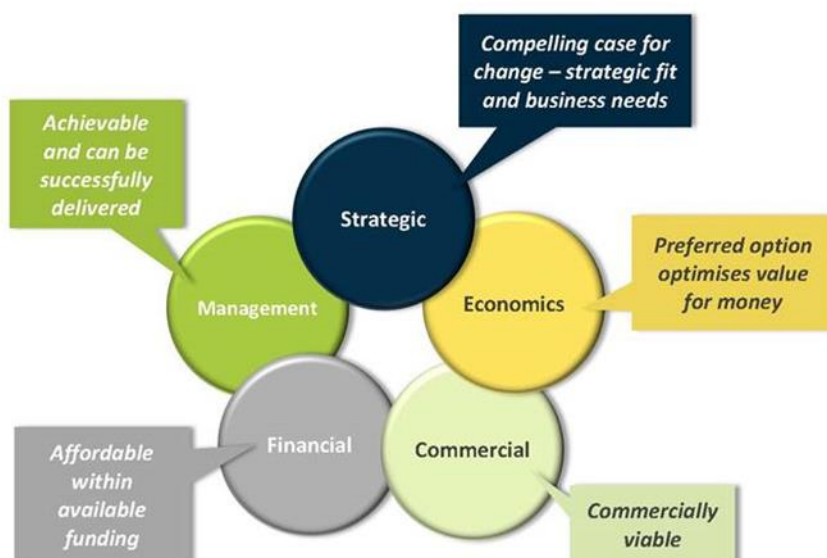 Compelling case for
change – strategic fit
and business needs
Achievable
and can be
successfully
delivered
Strategic
Preferred option
optimises value
for money
Management
Economics
Financial
Commercial
Affordable
within
available
funding
Commercially
viable